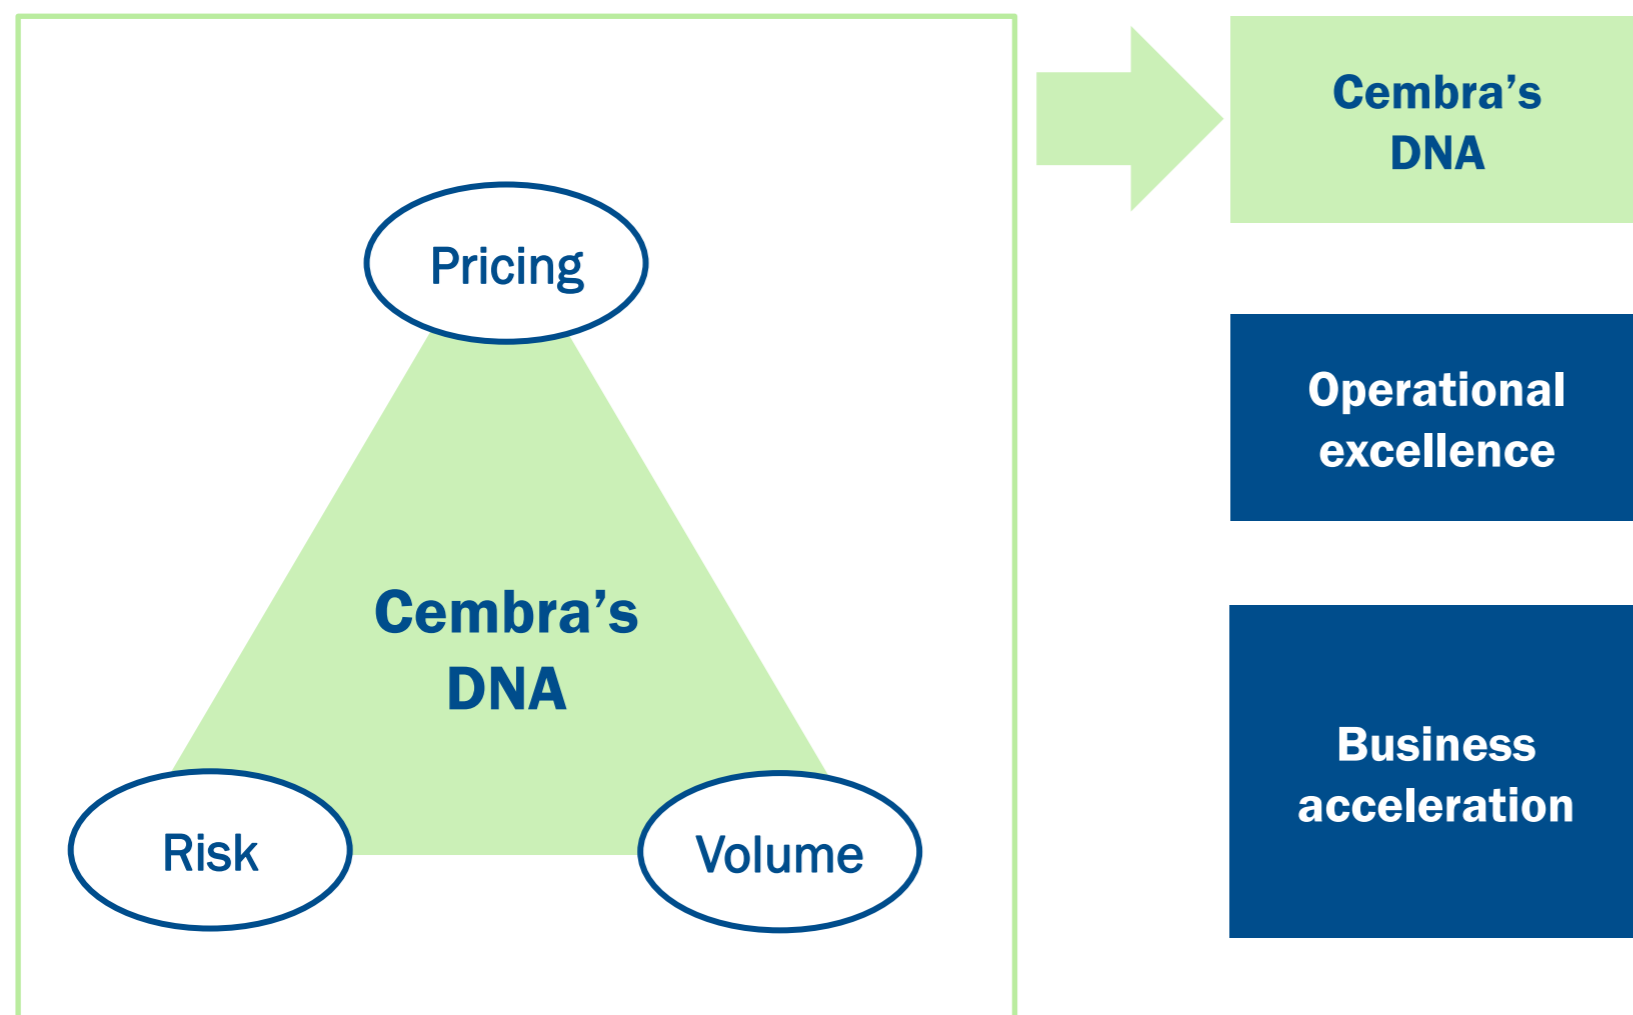 Pricing
Cembra’s
DNA
Risk
Volume
Cembra’s
DNA
Operational
excellence
Business
acceleration